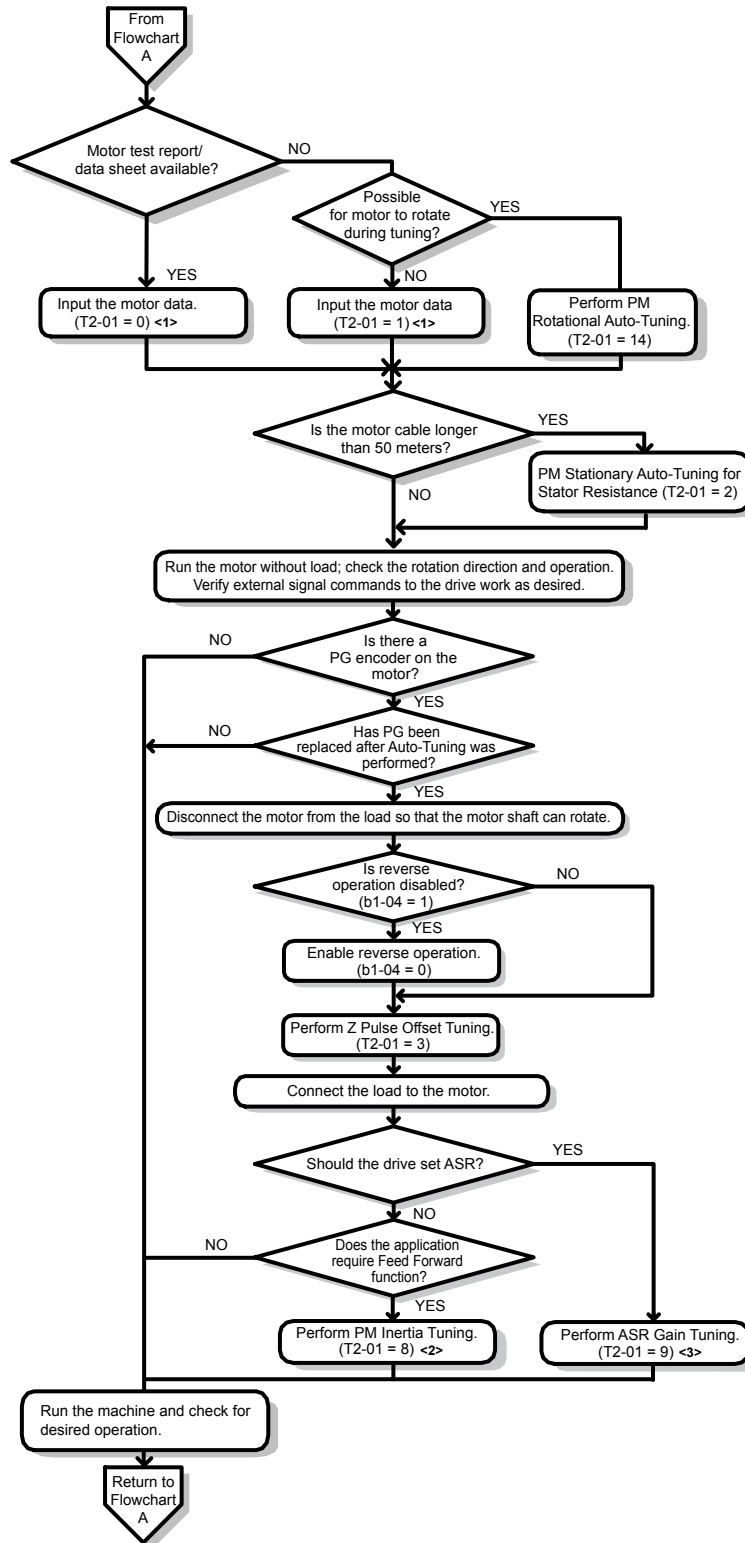 From
Flowchart
A
Motor test report/
data sheet available?
NO
Possible
for motor to rotate
during tuning?
YES
YES
NO
Input the motor data.
(T2-01 = 0) <1>
Input the motor data
(T2-01 = 1) <1>
Perform PM
Rotational Auto-Tuning.
(T2-01 = 14)
Is the motor cable longer
than 50 meters?
YES
NO
PM Stationary Auto-Tuning for
Stator Resistance (T2-01 = 2)
Run the motor without load; check the rotation direction and operation.
Verify external signal commands to the drive work as desired.
NO
Is there a
PG encoder on the
motor?
YES
NO
Has PG been
replaced after Auto-Tuning was
performed?
YES
Disconnect the motor from the load so that the motor shaft can rotate.
Is reverse
operation disabled?
(b1-04 = 1)
NO
YES
Enable reverse operation.
(b1-04 = 0)
Perform Z Pulse Offset Tuning.
(T2-01 = 3)
Connect the load to the motor.
Should the drive set ASR?
YES
NO
NO
Does the application
require Feed Forward
function?
YES
Perform PM Inertia Tuning.
(T2-01 = 8) <2>
Perform ASR Gain Tuning.
(T2-01 = 9) <3>
Run the machine and check for
desired operation.
Return to
Flowchart
A